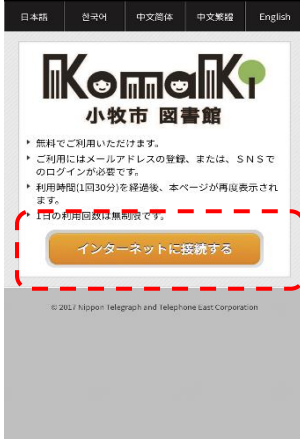 日本語 한국어 中文简体 中文繁體 English
Komaki
小牧市 図書館
無料でご利用いただけます。
ご利用にはメールアドレスの登録、または、SNSで
のログインが必要です。
利用時間(1回30分)を経過後、本ページが再度表示され
ます。
1日の利用回数は無制限です。
インターネットに接続する
© 2017 Nippon Telegraph and Telephone East Corporation